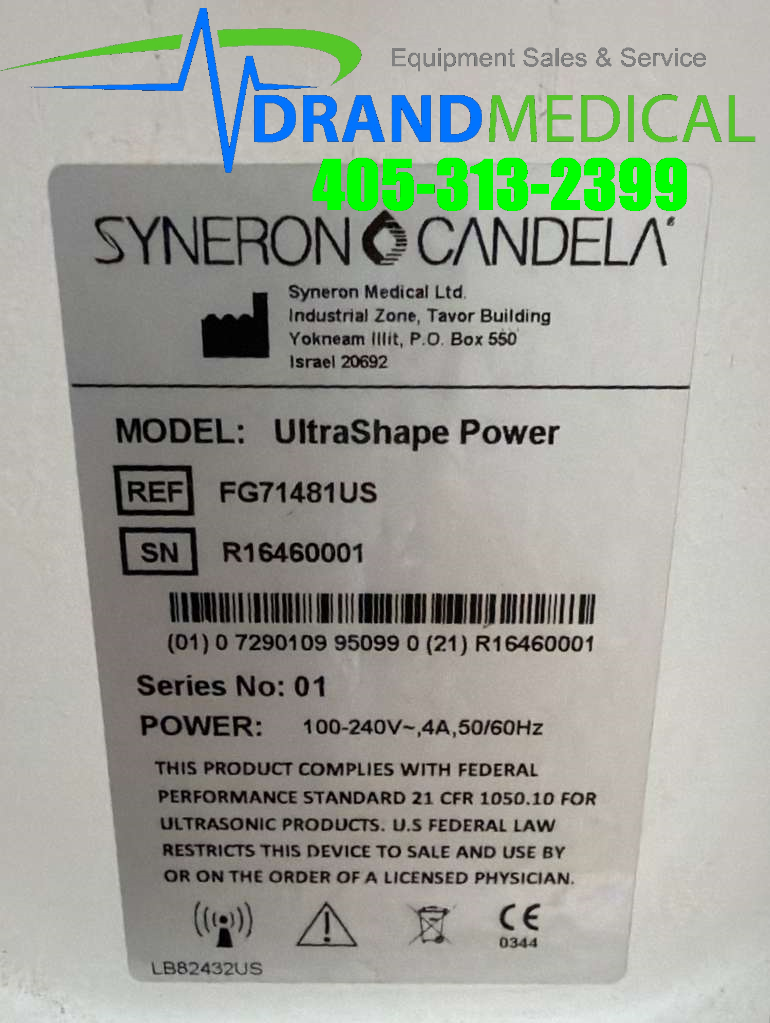 Equipment Sales & Service
DRANDMEDICAL
405-313-2399
SYNERON CANDELA
Syneron Medical Ltd.
Industrial Zone, Tavor Building
Yokneam Illit, P.O. Box 550
Israel 20692
MODEL: UltraShape Power
REF FG71481US
SN R16460001
(01) 0 7290109 95099 0 (21) R16460001
Series No: 01
POWER: 100-240V~,4A,50/60Hz
THIS PRODUCT COMPLIES WITH FEDERAL
PERFORMANCE STANDARD 21 CFR 1050.10 FOR
ULTRASONIC PRODUCTS. U.S FEDERAL LAW
RESTRICTS THIS DEVICE TO SALE AND USE BY
OR ON THE ORDER OF A LICENSED PHYSICIAN.
CE
0344
LB82432US